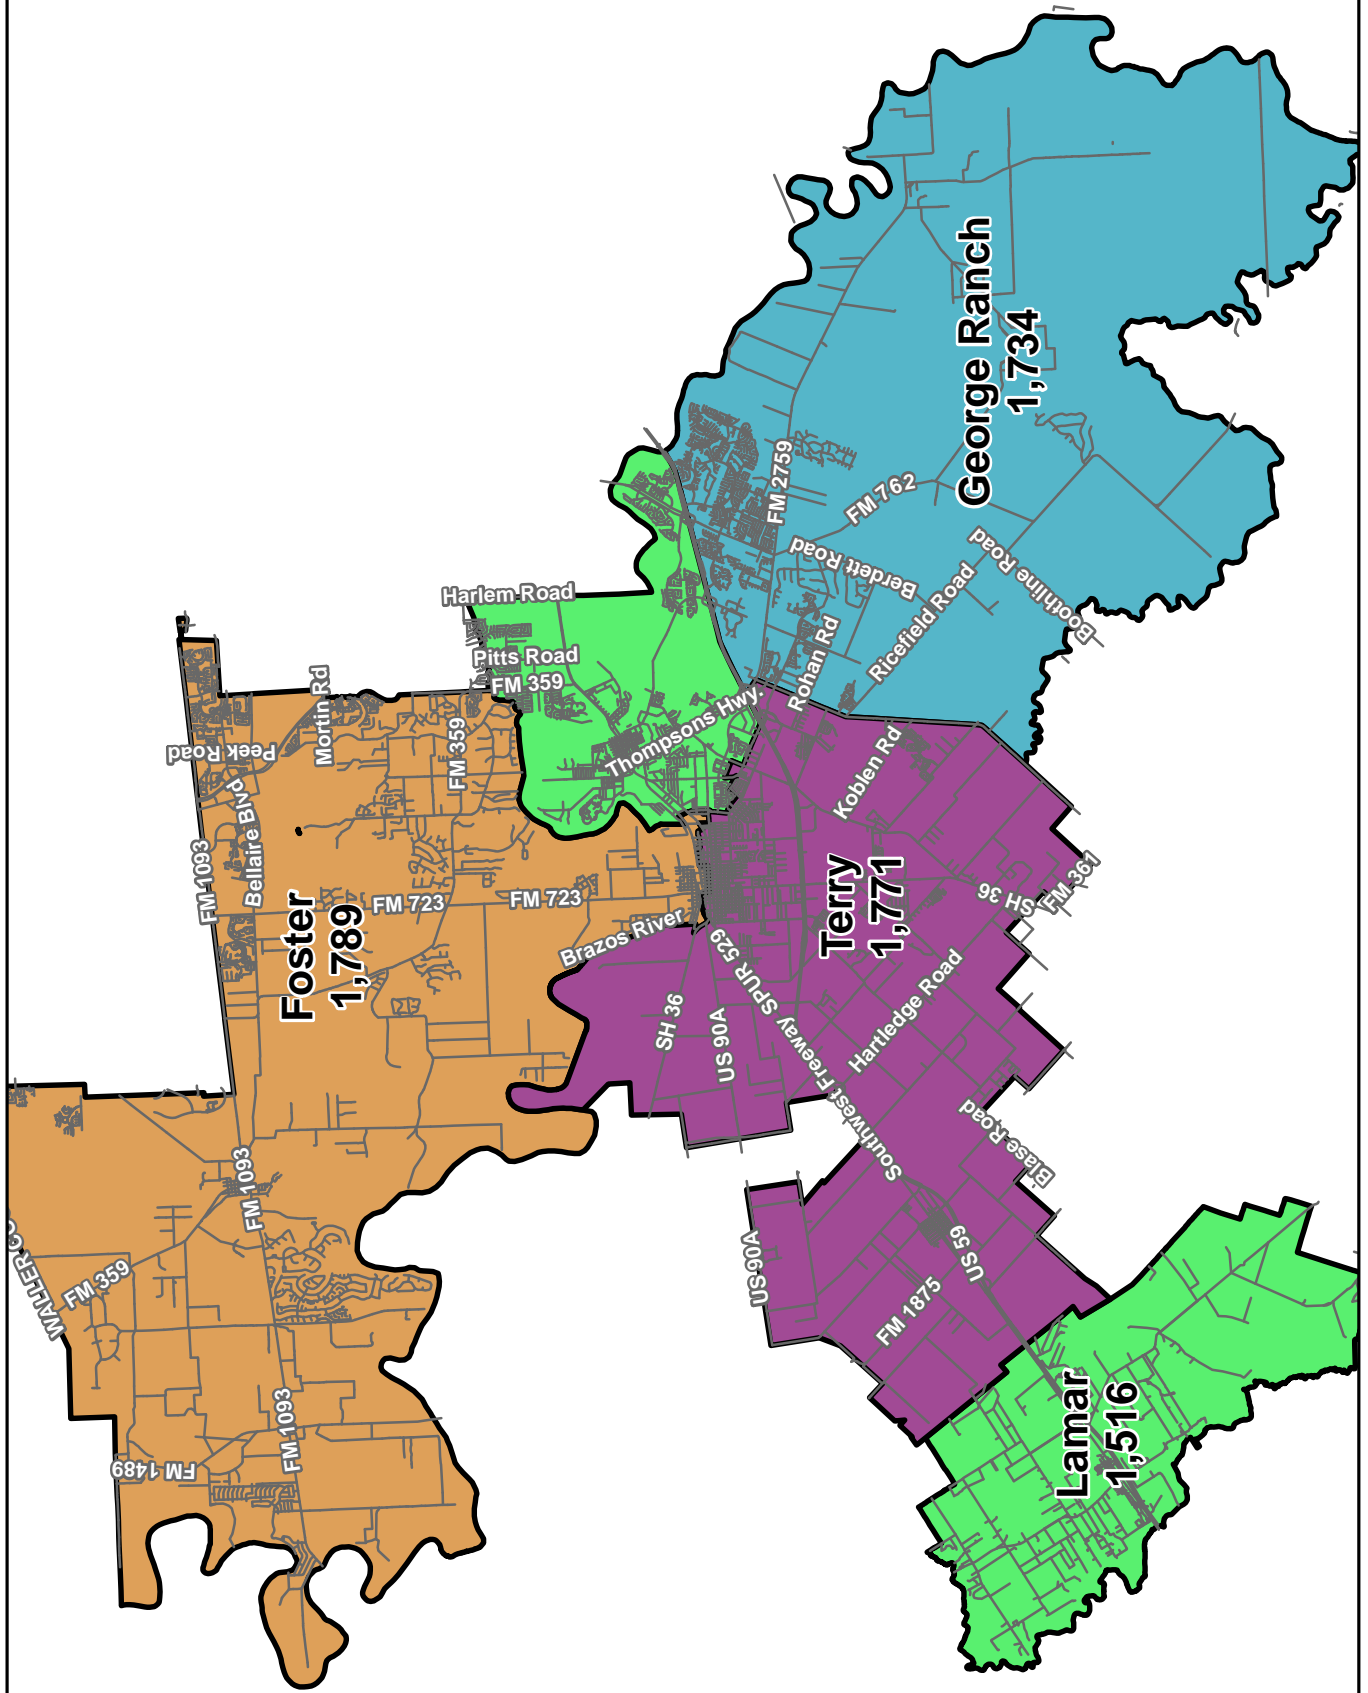 Harlem Road
Pitts Road
FM 359
Thompsons Hwy.
Mortin Rd
Peek Road
FM 359
Bellaire Blvd
FM 1093
FM 723
FM 723
Foster
1,789
Brazos River
FM 1093
FM 359
FM 1093
FM 1489
FM 2759
FM 762
George Ranch
1,734
Berdett Road
Boothline Road
Ricefield Road
Rohan Rd
Koblen Rd
Terry
1,771
SH 36
FM 361
SPUR 529
SH 36
US 90A
Hartledge Road
Southwest Freeway
Blase Road
US 90A
US 59
FM 1875
Lamar
1,516